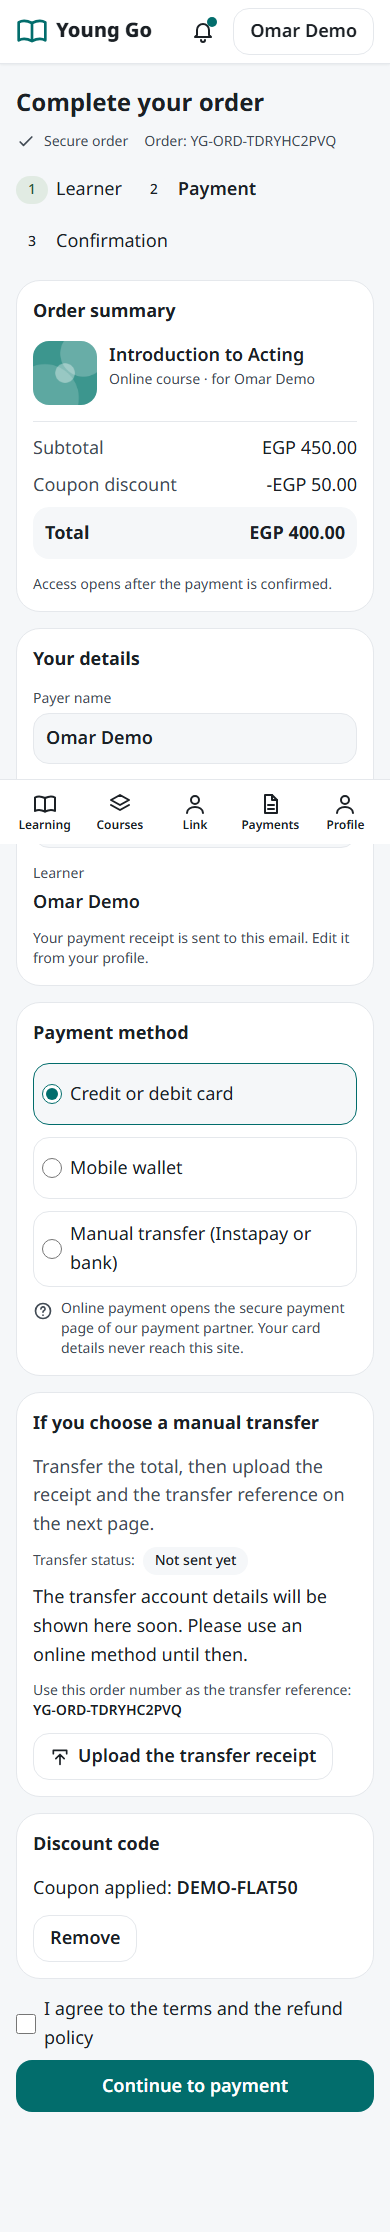 Young Go
Omar Demo
Complete your order
Secure order Order: YG-ORD-TDRYHC2PVQ
1 Learner 2 Payment
3 Confirmation
Order summary
Introduction to Acting
Online course · for Omar Demo
Subtotal EGP 450.00
Coupon discount -EGP 50.00
Total EGP 400.00
Access opens after the payment is confirmed.
Your details
Payer name
Omar Demo
Learning Courses Link Payments Profile
Learner
Omar Demo
Your payment receipt is sent to this email. Edit it
from your profile.
Payment method
Credit or debit card
Mobile wallet
Manual transfer (Instapay or
bank)
Online payment opens the secure payment
page of our payment partner. Your card
details never reach this site.
If you choose a manual transfer
Transfer the total, then upload the
receipt and the transfer reference on
the next page.
Transfer status: Not sent yet
The transfer account details will be
shown here soon. Please use an
online method until then.
Use this order number as the transfer reference:
YG-ORD-TDRYHC2PVQ
Upload the transfer receipt
Discount code
Coupon applied: DEMO-FLAT50
Remove
I agree to the terms and the refund
policy
Continue to payment